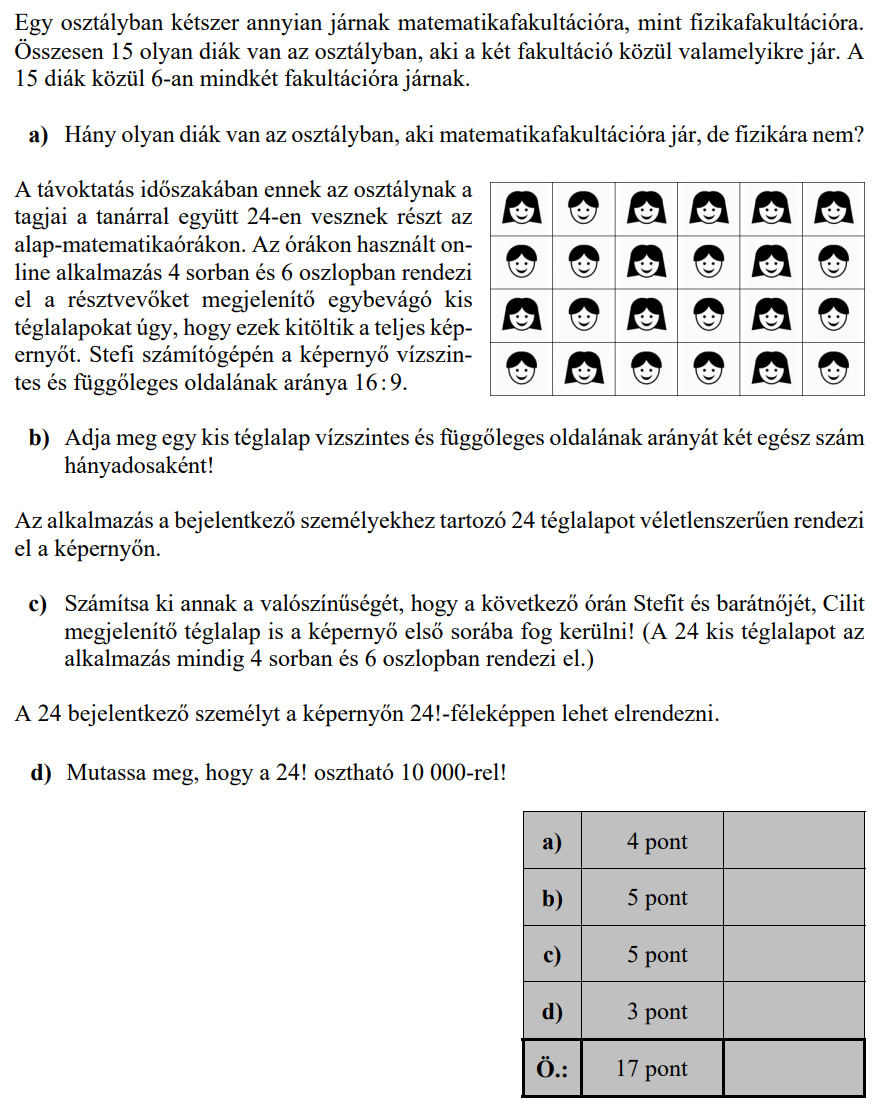 Egy osztályban kétszer annyian járnak matematikafakultációra, mint fizikafakultációra.
Összesen 15 olyan diák van az osztályban, aki a két fakultáció közül valamelyikre jár. A
15 diák közül 6-an mindkét fakultációra járnak.
a) Hány olyan diák van az osztályban, aki matematikafakultációra jár, de fizikára nem?
A távoktatás időszakában ennek az osztálynak a
tagjai a tanárral együtt 24-en vesznek részt az
alap-matematikaórákon. Az órákon használt on-
line alkalmazás 4 sorban és 6 oszlopban rendezi
el a résztvevőket megjelenítő egybevágó kis
téglalapokat úgy, hogy ezek kitöltik a teljes kép-
ernyőt. Stefi számítógépén a képernyő vízszin-
tes és függőleges oldalának aránya 16:9.
b) Adja meg egy kis téglalap vízszintes és függőleges oldalának arányát két egész szám
hányadosaként!
Az alkalmazás a bejelentkező személyekhez tartozó 24 téglalapot véletlenszerűen rendezi
el a képernyőn.
c) Számítsa ki annak a valószínűségét, hogy a következő órán Stefit és barátnőjét, Cilit
megjelenítő téglalap is a képernyő első sorába fog kerülni! (A 24 kis téglalapot az
alkalmazás mindig 4 sorban és 6 oszlopban rendezi el.)
A 24 bejelentkező személyt a képernyőn 24!-féleképpen lehet elrendezni.
d) Mutassa meg, hogy a 24! osztható 10 000-rel!
a) 4 pont
b) 5 pont
c) 5 pont
d) 3 pont
Ö.: 17 pont